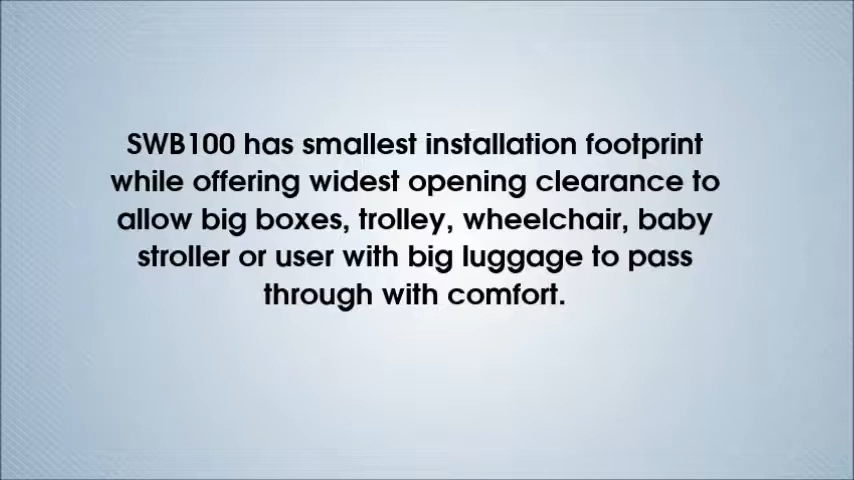 SWB100 has smallest installation footprint
while offering widest opening clearance to
allow big boxes, trolley, wheelchair, baby
stroller or user with big luggage to pass
through with comfort.